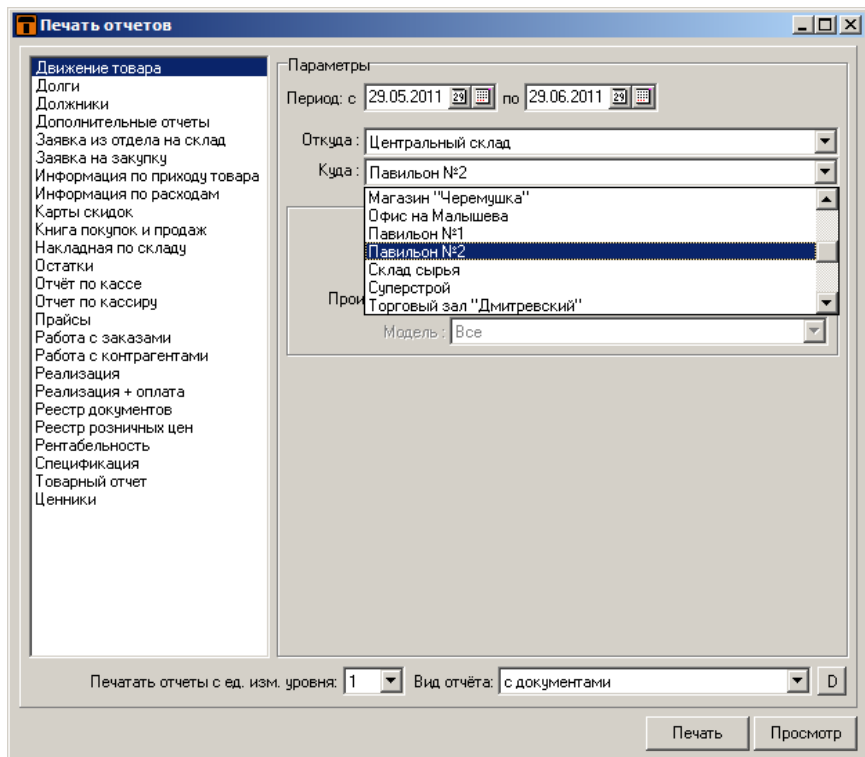 Печать отчетов
Движение товара
Долги
Должники
Дополнительные отчеты
Заявка из отдела на склад
Заявка на закупку
Информация по приходу товара
Информация по расходам
Карты скидок
Книга покупок и продаж
Накладная по складу
Остатки
Отчёт по кассе
Отчет по кассиру
Прайсы
Работа с заказами
Работа с контрагентами
Реализация
Реализация + оплата
Реестр документов
Реестр розничных цен
Рентабельность
Спецификация
Товарный отчет
Ценники
Параметры
Период: с 29.05.2011 29 по 29.06.2011 29
Откуда : Центральный склад
Куда : Павильон №2
Магазин "Черемушка"
Офис на Малышева
Павильон №1
Павильон №2
Склад сырья
Суперстрой
Прои Торговый зал "Дмитревский"
Модель : Все
Печатать отчеты с ед. изм. уровня: 1 Вид отчёта: с документами D
Печать Просмотр